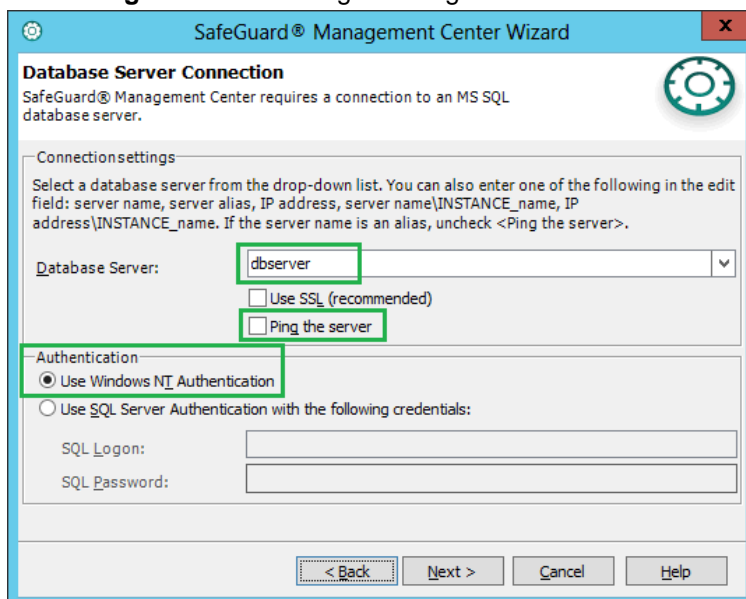 SafeGuard® Management Center Wizard
x
Database Server Connection
SafeGuard® Management Center requires a connection to an MS SQL
database server.
Connectionsettings
Select a database server from the drop-down list. You can also enter one of the following in the edit
field: server name, server alias, IP address, server name\INSTANCE_name, IP
address\INSTANCE_name. If the server name is an alias, uncheck <Ping the server>.
Database Server: dbserver
Use SSL (recommended)
Ping the server
Authentication
Use Windows NT Authentication
Use SQL Server Authentication with the following credentials:
SQL Logon:
SQL Password:
< Back Next > Cancel Help